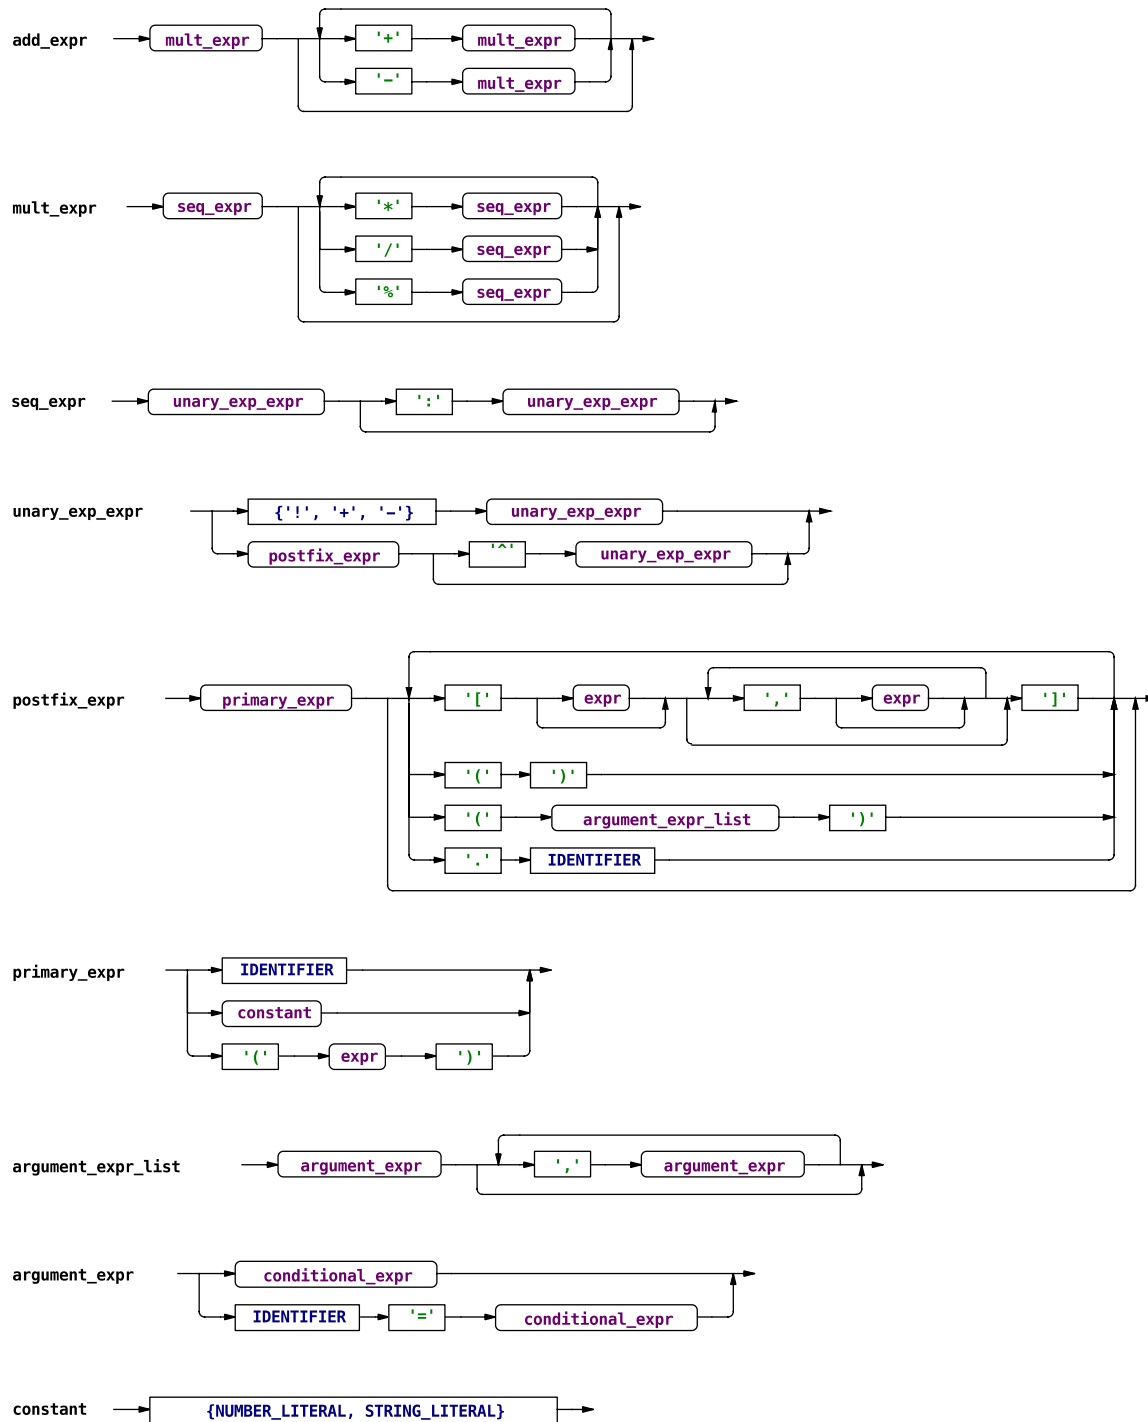 add_expr mult_expr '+' mult_expr
'-' mult_expr
mult_expr seq_expr '*' seq_expr
'/' seq_expr
'%' seq_expr
seq_expr unary_exp_expr ':' unary_exp_expr
unary_exp_expr {'!', '+', '-'} unary_exp_expr
postfix_expr '^' unary_exp_expr
postfix_expr primary_expr '[' expr ',' expr ']'
'(' ')'
'(' argument_expr_list ')'
'.' IDENTIFIER
primary_expr IDENTIFIER
constant
'(' expr ')'
argument_expr_list argument_expr ',' argument_expr
argument_expr conditional_expr
IDENTIFIER '=' conditional_expr
constant {NUMBER_LITERAL, STRING_LITERAL}